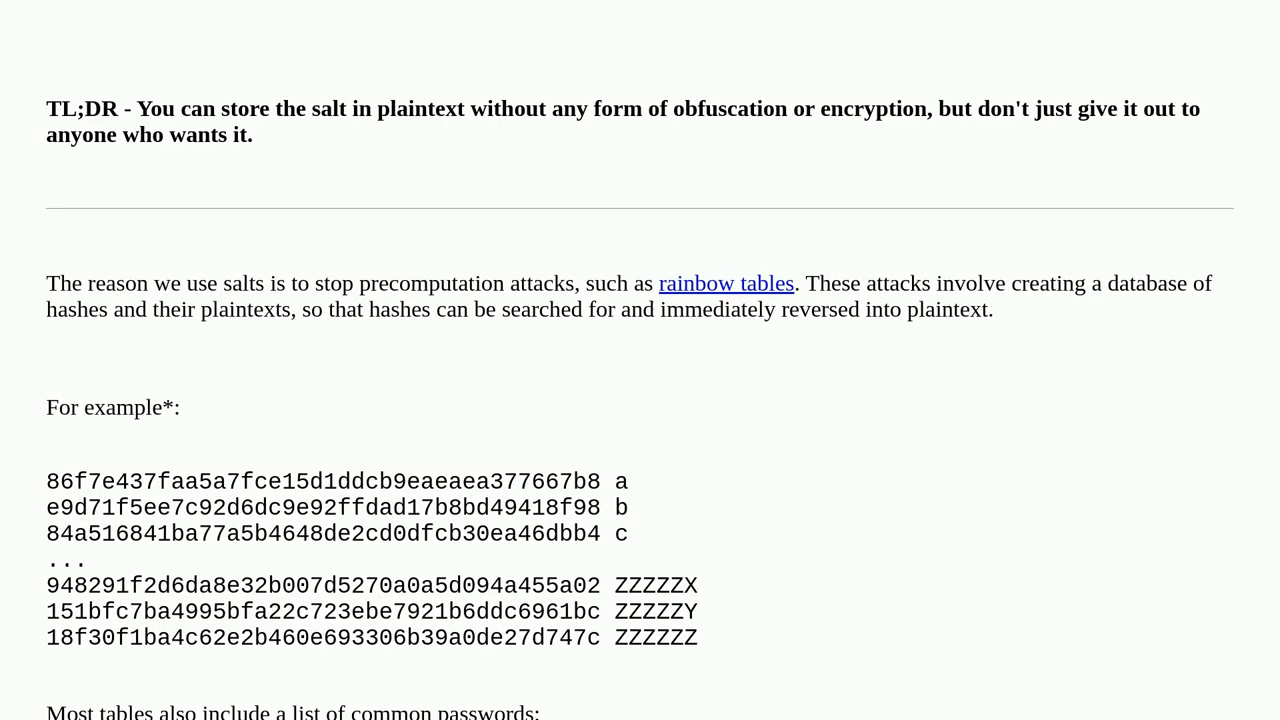 TL;DR - You can store the salt in plaintext without any form of obfuscation or encryption, but don't just give it out to
anyone who wants it.
The reason we use salts is to stop precomputation attacks, such as rainbow tables. These attacks involve creating a database of
hashes and their plaintexts, so that hashes can be searched for and immediately reversed into plaintext.
For example*:
86f7e437faa5a7fce15d1ddcb9eaeaea377667b8 a
e9d71f5ee7c92d6dc9e92ffdad17b8bd49418f98 b
84a516841ba77a5b4648de2cd0dfcb30ea46dbb4 c
...
948291f2d6da8e32b007d5270a0a5d094a455a02 ZZZZZX
151bfc7ba4995bfa22c723ebe7921b6ddc6961bc ZZZZZY
18f30f1ba4c62e2b460e693306b39a0de27d747c ZZZZZZ
Most tables also include a list of common passwords: